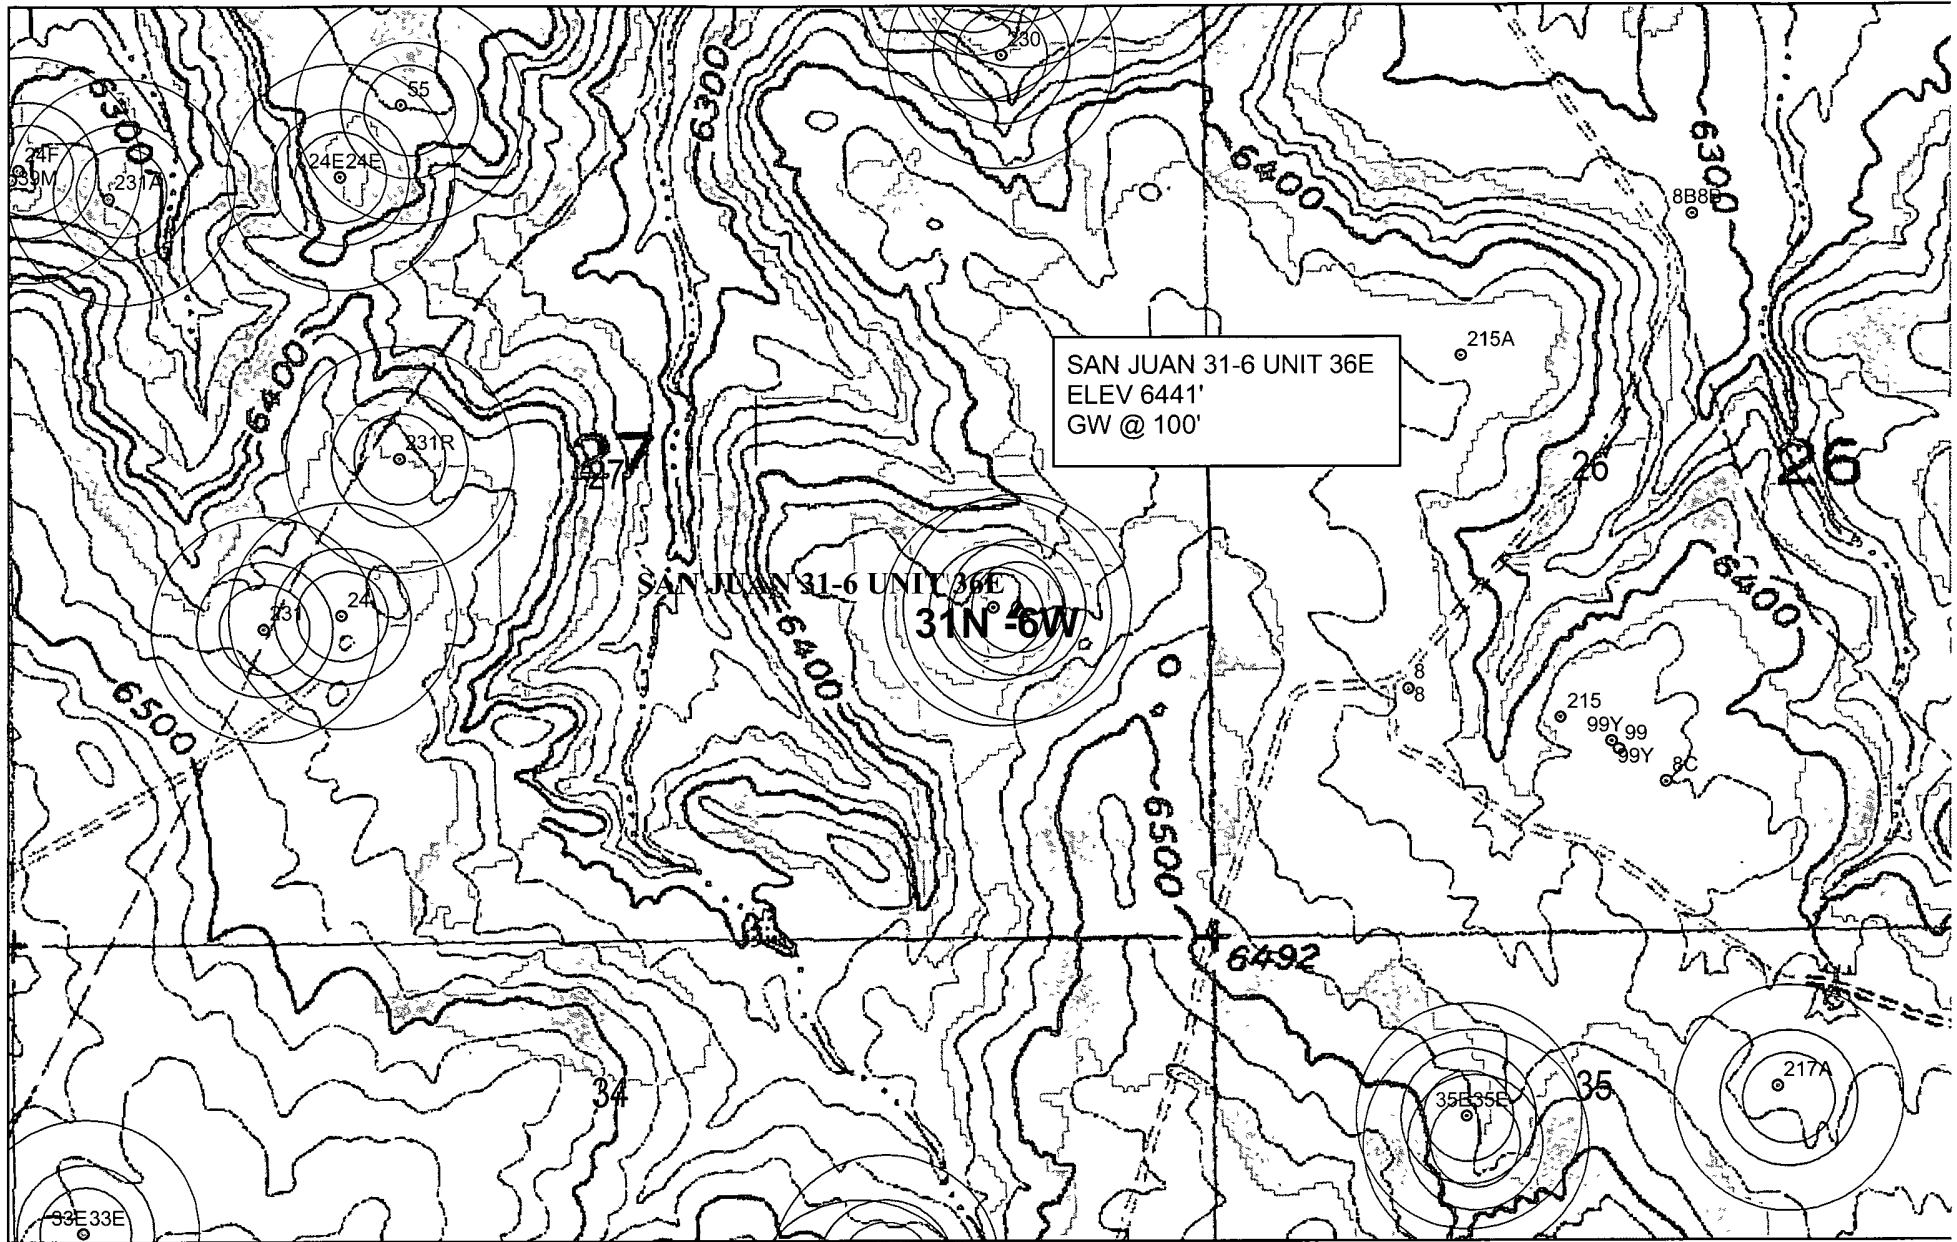 230
6300
6300
55
24F
39M
231A
24E24E
6400
8B8B
6300
SAN JUAN 31-6 UNIT 36E
ELEV 6441'
GW @ 100'
215A
6400
231R
27
27
26
26
SAN JUAN 31-6 UNIT 36E
31N -6W
6400
6400
231
24
8
8
215
99Y 99
99Y
8C
6500
6500
6492
34
35
35E35E
217A
33E33E